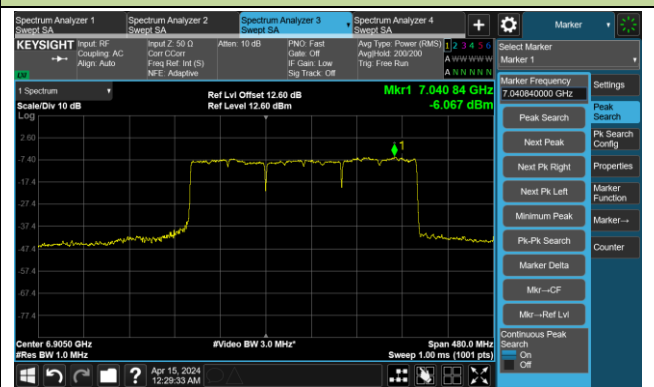 Spectrum Analyzer 1
Swept SA
Spectrum Analyzer 2
Swept SA
Spectrum Analyzer 3
Swept SA
Spectrum Analyzer 4
Swept SA
+
Marker
KEYSIGHT
Input: RF
Coupling: AC
Align: Auto
Input Z: 50 Ω
Corr CCorr
Freq Ref: Int (S)
NFE: Adaptive
Atten: 10 dB
PNO: Fast
Gate: Off
IF Gain: Low
Sig Track: Off
Avg Type: Power (RMS)
Avg|Hold: 200/200
Trig: Free Run
1 2 3 4 5 6
A W W W W W
A N N N N N
LXI
Select Marker
Marker 1
1 Spectrum
Scale/Div 10 dB
Log
Ref Lvl Offset 12.60 dB
Ref Level 12.60 dBm
Mkr1 7.040 84 GHz
-6.067 dBm
2.60
-7.40
-17.4
-27.4
-37.4
-47.4
-57.4
-67.4
-77.4
1
Center 6.9050 GHz
#Res BW 1.0 MHz
#Video BW 3.0 MHz*
Span 480.0 MHz
Sweep 1.00 ms (1001 pts)
Marker Frequency
7.040840000 GHz
Peak Search
Next Peak
Next Pk Right
Next Pk Left
Minimum Peak
Pk-Pk Search
Marker Delta
Mkr→CF
Mkr→Ref Lvl
Continuous Peak
Search
On
Off
Settings
Peak
Search
Pk Search
Config
Properties
Marker
Function
Marker→
Counter
?
Apr 15, 2024
12:29:33 AM